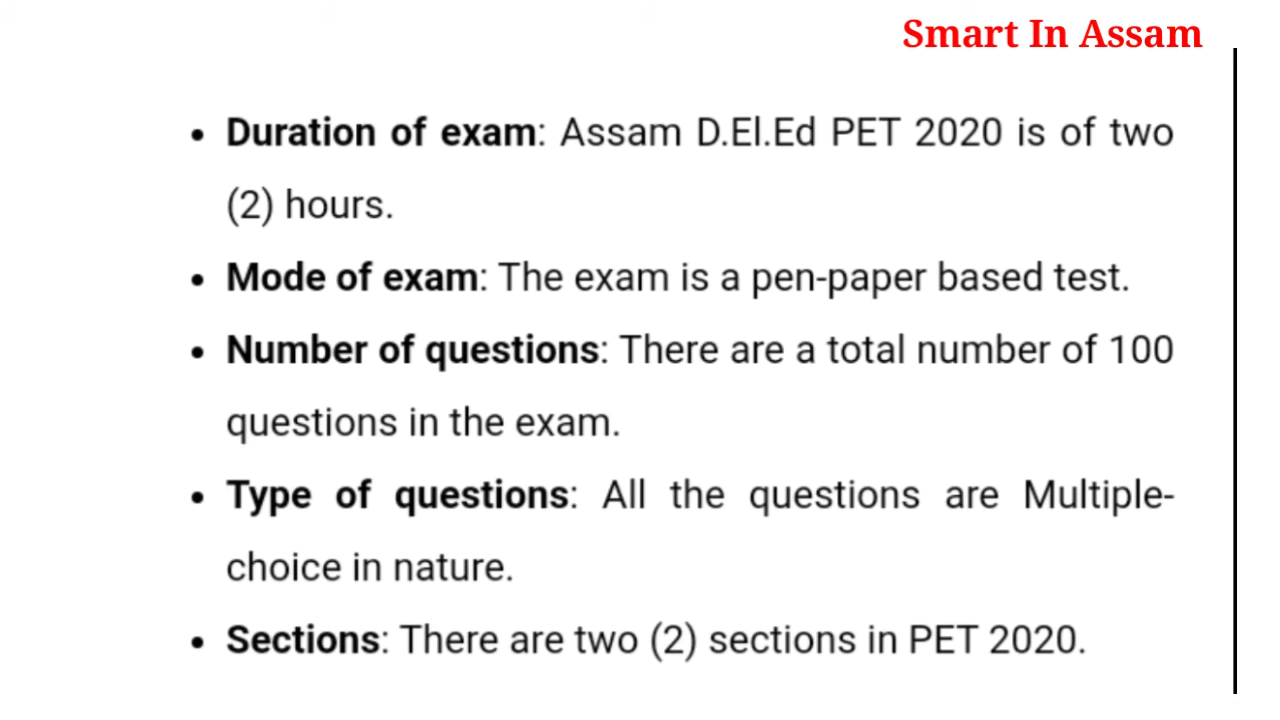 Smart In Assam
• Duration of exam: Assam D.El.Ed PET 2020 is of two
(2) hours.
• Mode of exam: The exam is a pen-paper based test.
• Number of questions: There are a total number of 100
questions in the exam.
• Type of questions: All the questions are Multiple-
choice in nature.
• Sections: There are two (2) sections in PET 2020.